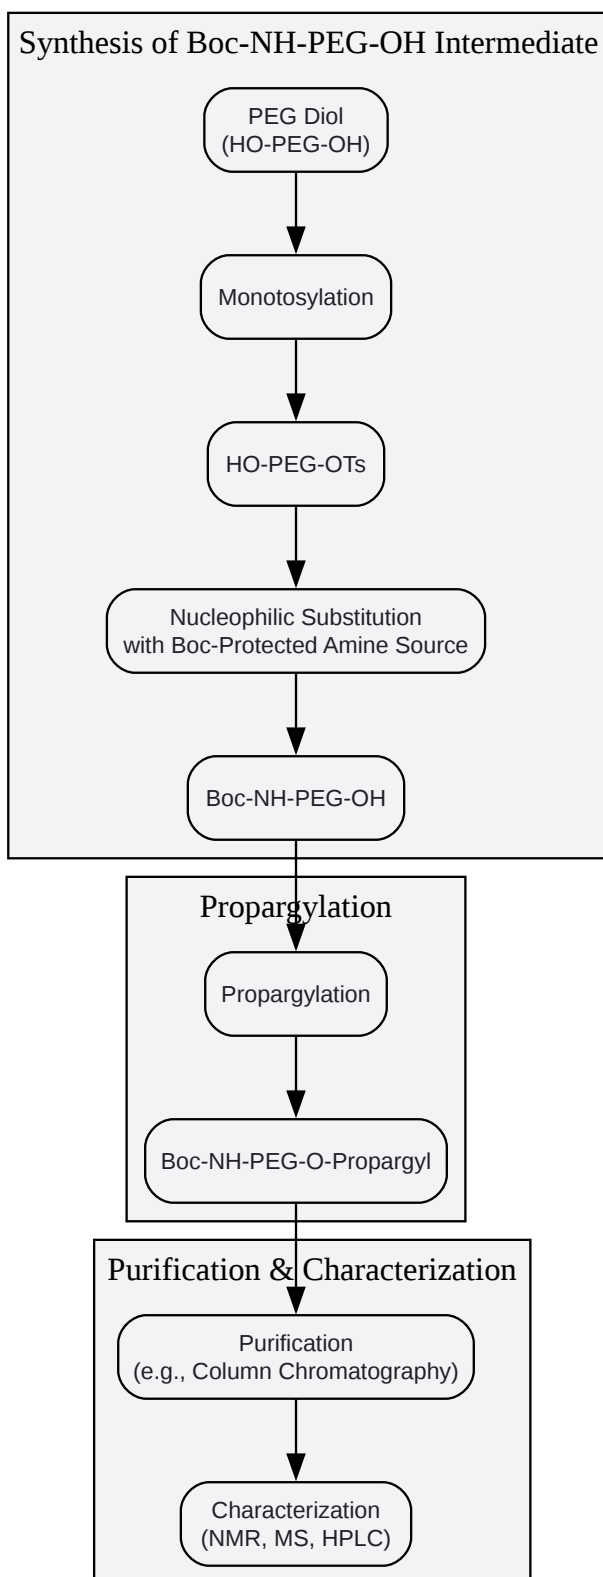 Synthesis of Boc-NH-PEG-OH Intermediate
PEG Diol
(HO-PEG-OH)
Monotosylation
HO-PEG-OTs
Nucleophilic Substitution
with Boc-Protected Amine Source
Boc-NH-PEG-OH
Propargylation
Propargylation
Boc-NH-PEG-O-Propargyl
Purification & Characterization
Purification
(e.g., Column Chromatography)
Characterization
(NMR, MS, HPLC)